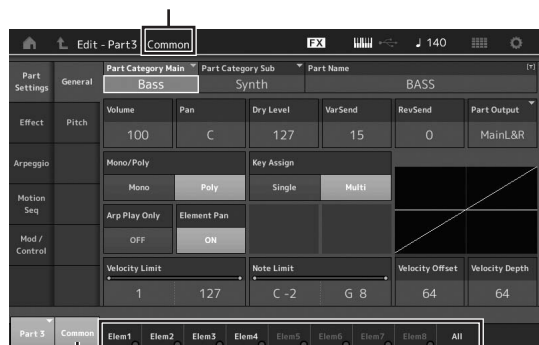 Edit - Part3 Common FX 140
Part Settings General Part Category Main Part Category Sub Part Name [T]
Bass Synth BASS
Effect Pitch Volume Pan Dry Level VarSend RevSend Part Output
100 C 127 15 0 MainL&R
Arpeggio Mono/Poly Key Assign
Mono Poly Single Multi
Motion Seq Arp Play Only Element Pan
OFF ON
Mod / Control
Velocity Limit Note Limit Velocity Offset Velocity Depth
1 127 C -2 G 8 64 64
Part 3 Common Elem1 Elem2 Elem3 Elem4 Elem5 Elem6 Elem7 Elem8 All